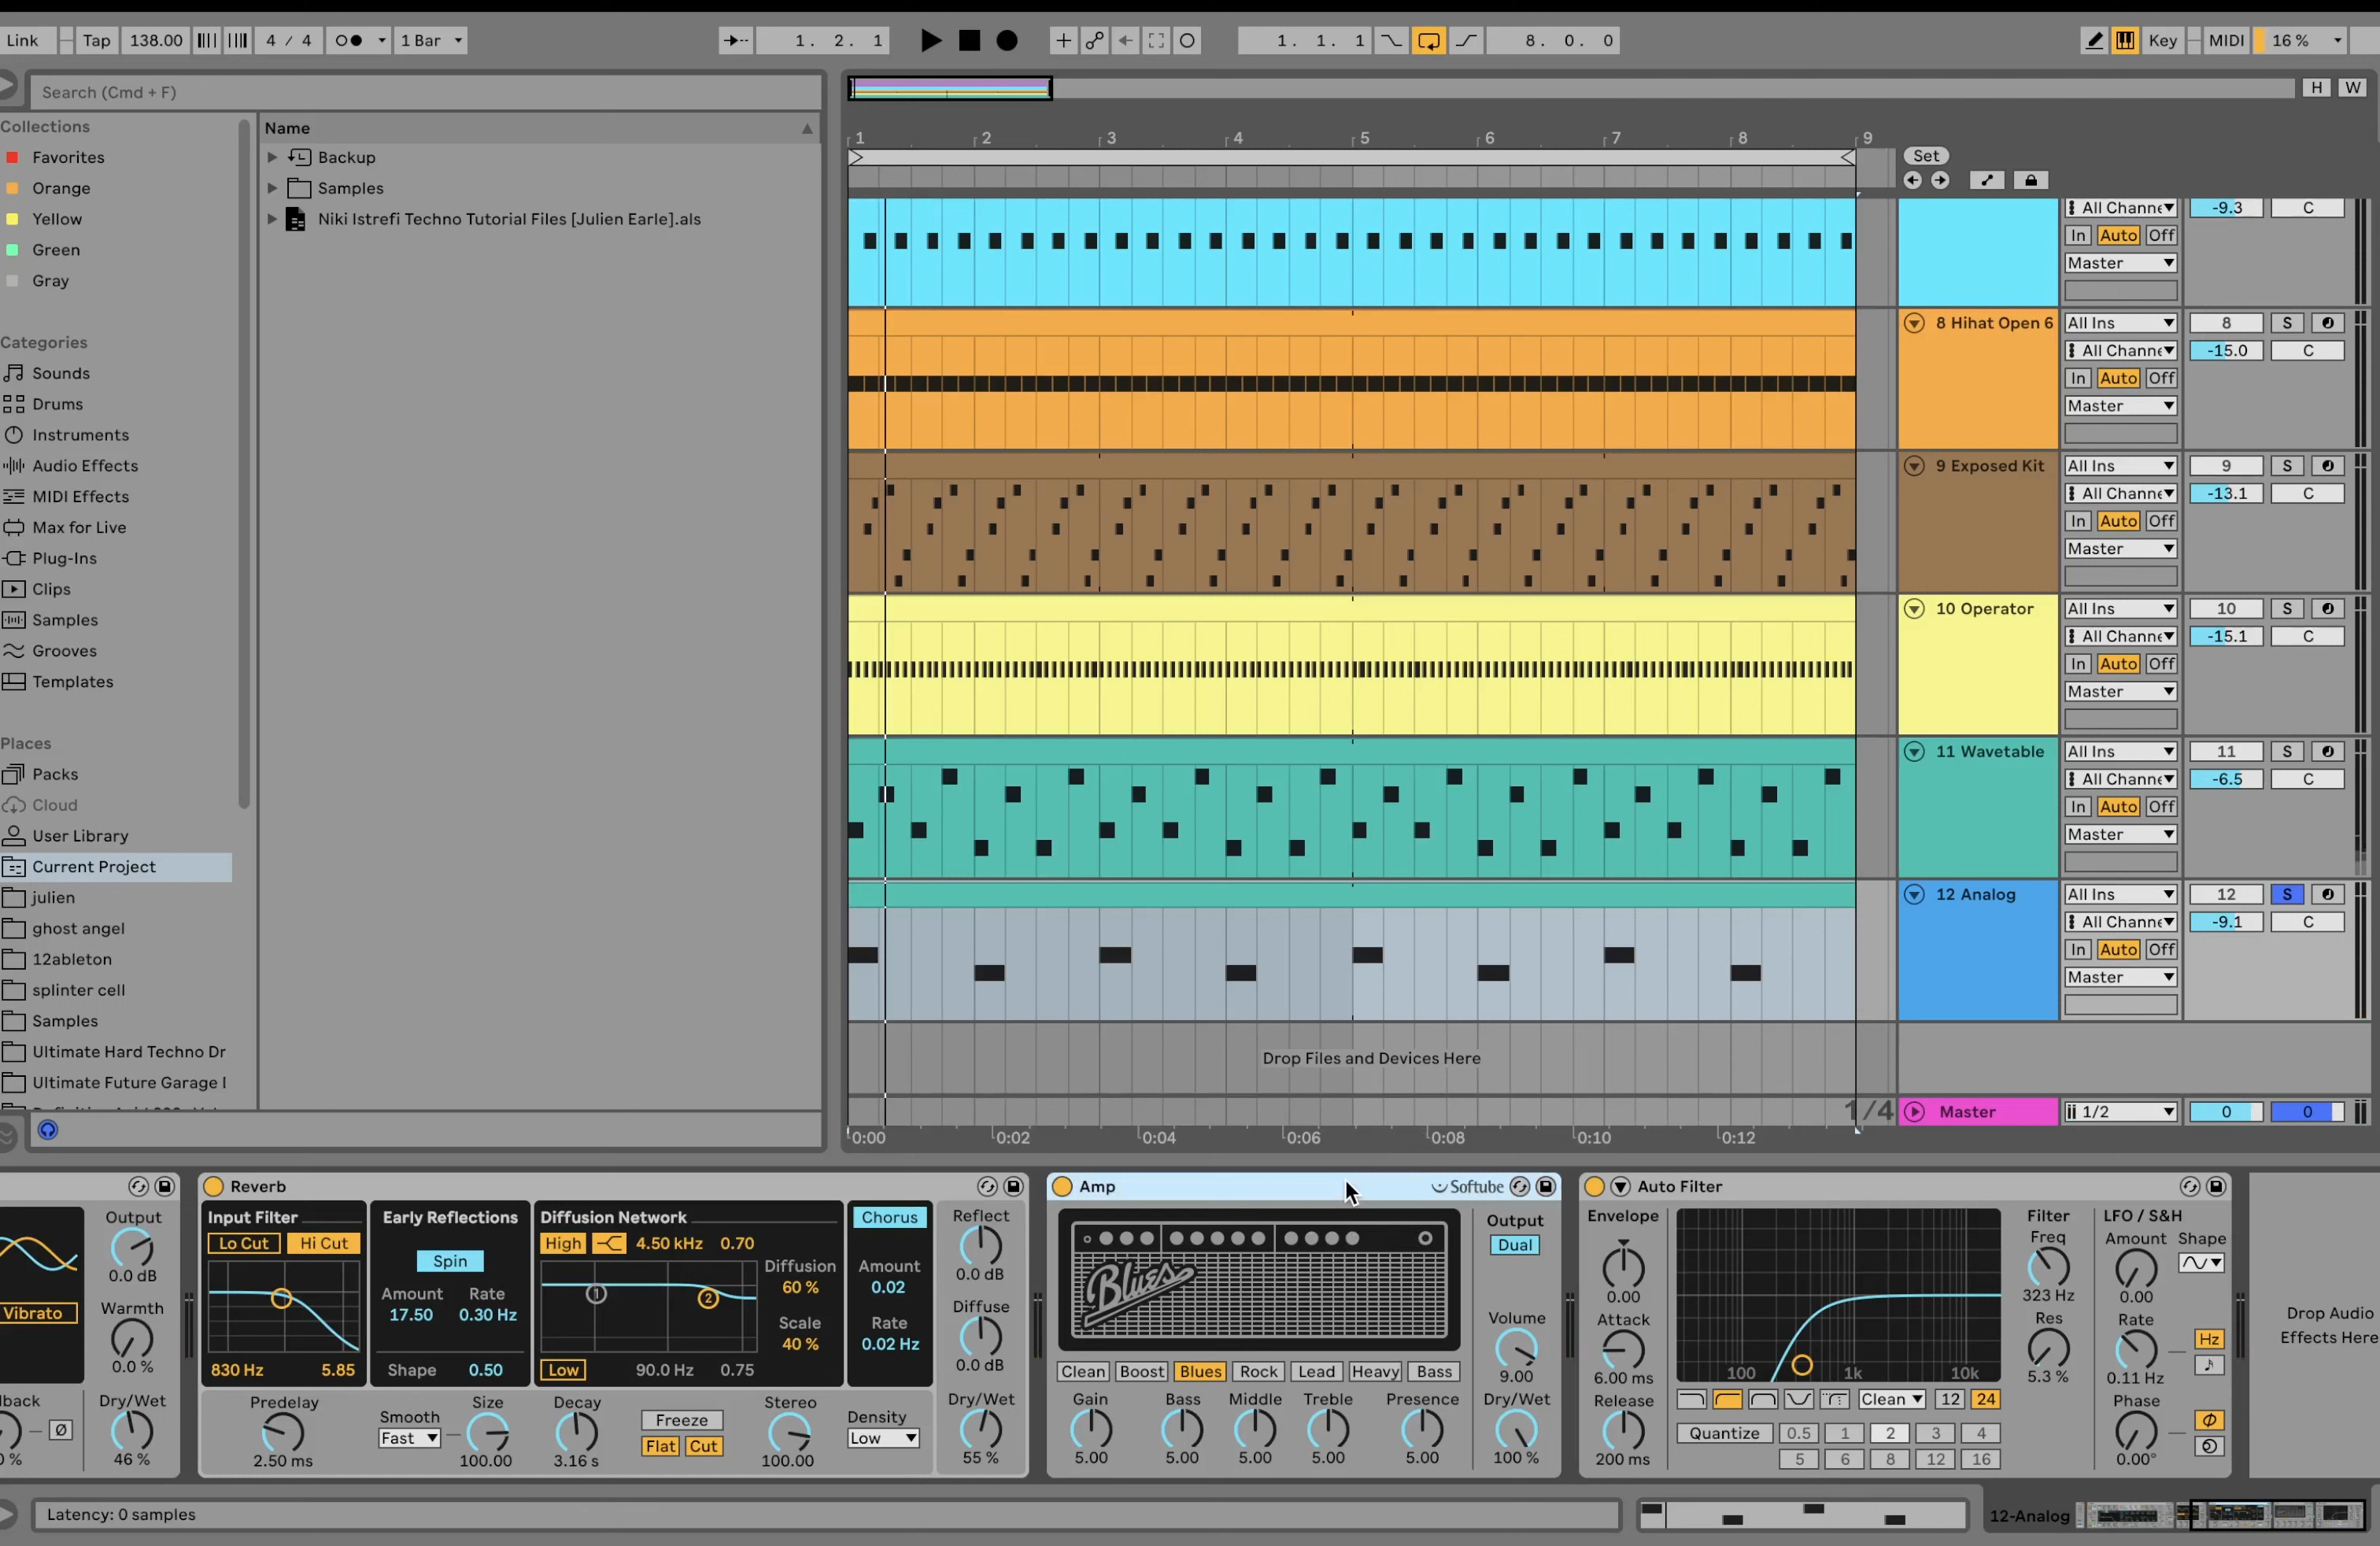 Link Tap 138.00 4 / 4 1 Bar 1. 2. 1 1. 1. 1 8. 0. 0 Key MIDI 16 %
Search (Cmd + F) H W
Collections Name
Favorites Backup
Orange Samples
Yellow Niki Istrefi Techno Tutorial Files [Julien Earle].als
Green
Gray
Categories
Sounds
Drums
Instruments
Audio Effects
MIDI Effects
Max for Live
Plug-Ins
Clips
Samples
Grooves
Templates
Places
Packs
Cloud
User Library
Current Project
julien
ghost angel
12ableton
splinter cell
Samples
Ultimate Hard Techno Dr
Ultimate Future Garage
1 2 3 4 5 6 7 8 9
Set
All Channe -9.3 C
In Auto Off
Master
8 Hihat Open 6 All Ins 8 S
All Channe -15.0 C
In Auto Off
Master
9 Exposed Kit All Ins 9 S
All Channe -13.1 C
In Auto Off
Master
10 Operator All Ins 10 S
All Channe -15.1 C
In Auto Off
Master
11 Wavetable All Ins 11 S
All Channe -6.5 C
In Auto Off
Master
12 Analog All Ins 12 S
All Channe -9.1 C
In Auto Off
Master
Drop Files and Devices Here
1/4 Master 1/2 0 0
0:00 0:02 0:04 0:06 0:08 0:10 0:12
Output
0.0 dB
Warmth
Vibrato
0.0 %
Dry/Wet
46 %
Reverb
Input Filter
Lo Cut Hi Cut
830 Hz 5.85
Early Reflections
Spin
Amount Rate
17.50 0.30 Hz
Shape 0.50
Diffusion Network
High 4.50 kHz 0.70
1 2
Low 90.0 Hz 0.75
Diffusion
60 %
Scale
40 %
Chorus
Amount
0.02
Rate
0.02 Hz
Reflect
0.0 dB
Diffuse
0.0 dB
Dry/Wet
55 %
Predelay
2.50 ms
Smooth
Fast
Size
100.00
Decay
3.16 s
Freeze
Flat Cut
Stereo
100.00
Density
Low
Amp Softube
Blues
Output
Dual
Volume
9.00
Clean Boost Blues Rock Lead Heavy Bass
Gain Bass Middle Treble Presence Dry/Wet
5.00 5.00 5.00 5.00 5.00 100 %
Auto Filter
Envelope
0.00
Attack
6.00 ms
Release
200 ms
100 1k 10k
Clean 12 24
Quantize 0.5 1 2 3 4
5 6 8 12 16
Filter
Freq
323 Hz
Res
5.3 %
LFO / S&H
Amount Shape
0.00
Rate
Hz
0.11 Hz
Phase
0.00°
Drop Audio
Effects Here
Latency: 0 samples 12-Analog